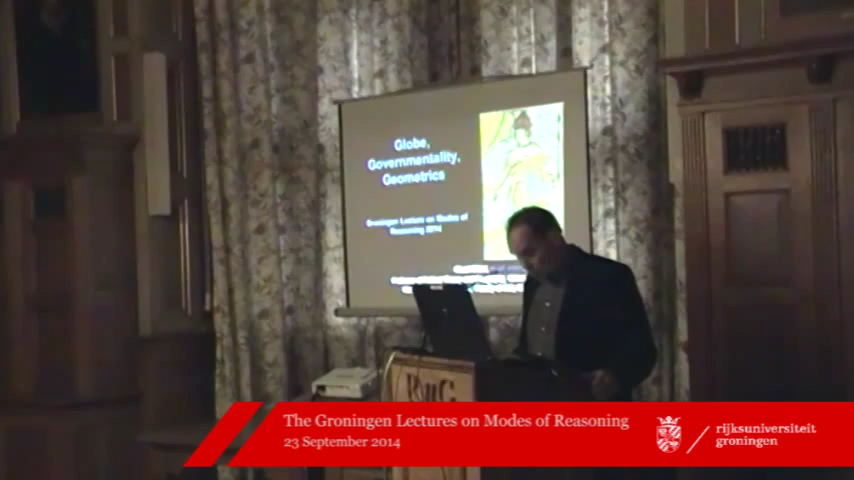 Globe,
Governmentality,
Geometrics
Groningen Lecture on Modes of
Reasoning 2014
RuG
The Groningen Lectures on Modes of Reasoning
23 September 2014
rijksuniversiteit
groningen